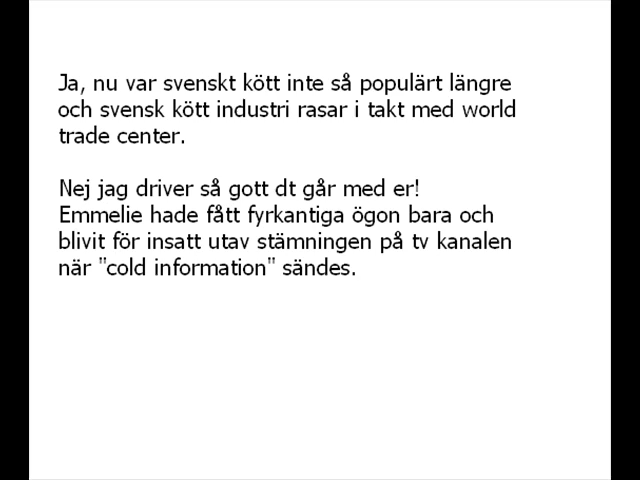 Ja, nu var svenskt kött inte så populärt längre
och svensk kött industri rasar i takt med world
trade center.
Nej jag driver så gott dt går med er!
Emmelie hade fått fyrkantiga ögon bara och
blivit för insatt utav stämningen på tv kanalen
när "cold information" sändes.